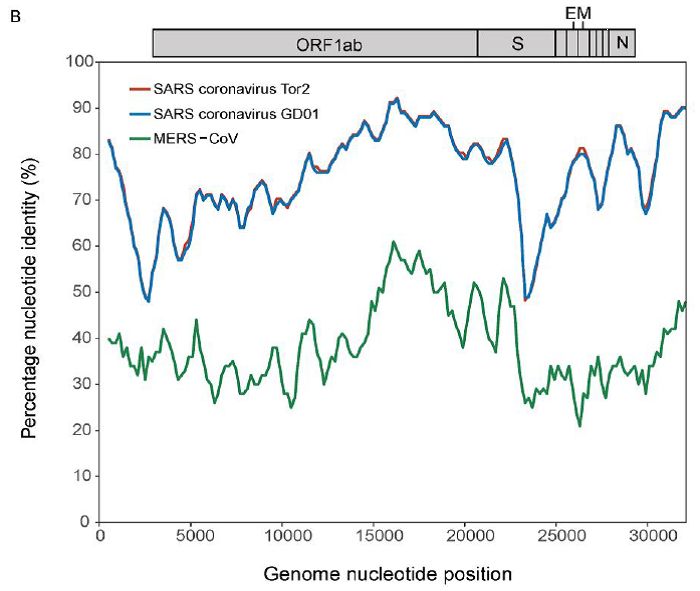 B
EM
ORF1ab S N
SARS coronavirus Tor2
SARS coronavirus GD01
MERS-CoV
Percentage nucleotide identity (%)
100
90
80
70
60
50
40
30
20
10
0
0 5000 10000 15000 20000 25000 30000
Genome nucleotide position